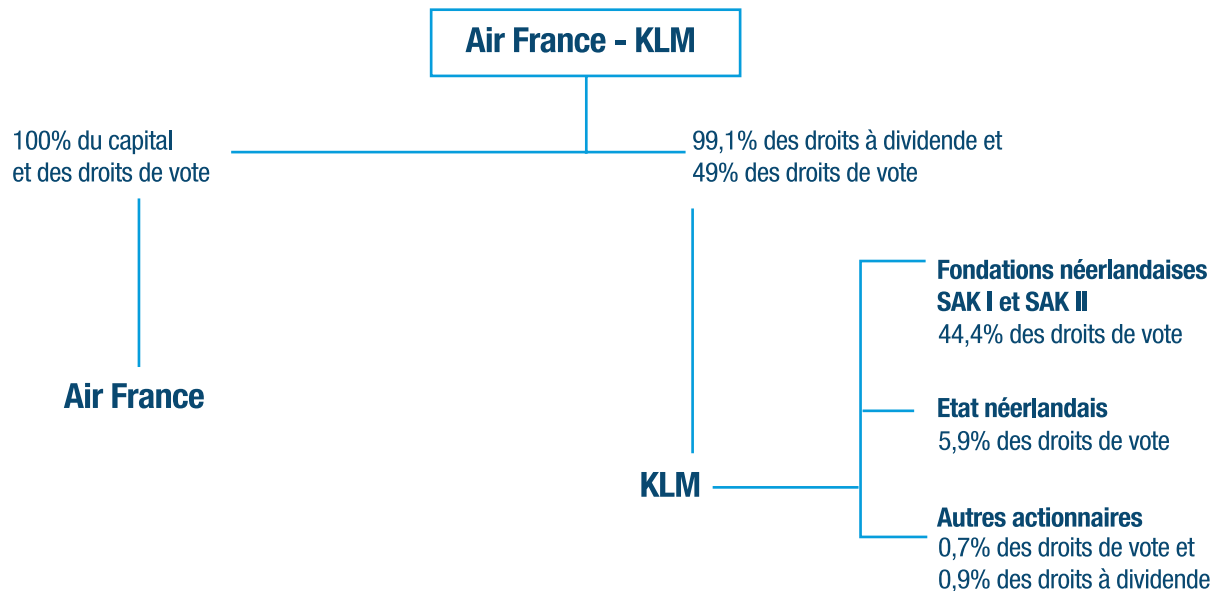 Air France - KLM
100% du capital
et des droits de vote
99,1% des droits à dividende et
49% des droits de vote
Air France
KLM
Fondations néerlandaises
SAK I et SAK II
44,4% des droits de vote
Etat néerlandais
5,9% des droits de vote
Autres actionnaires
0,7% des droits de vote et
0,9% des droits à dividende